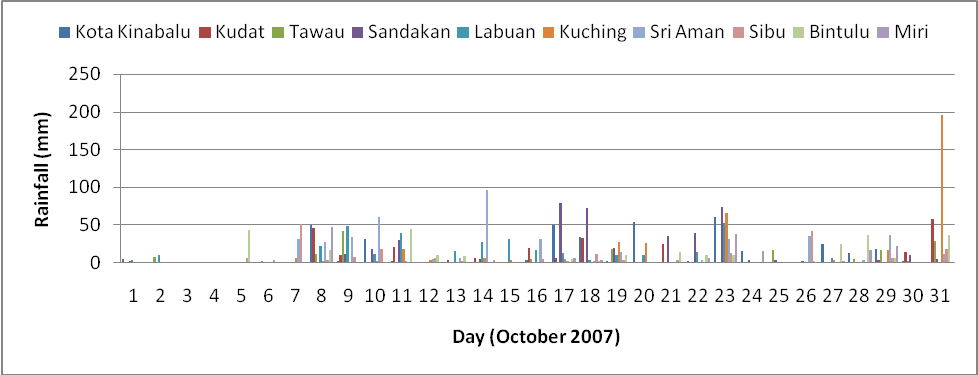 Kota Kinabalu Kudat Tawau Sandakan Labuan Kuching Sri Aman Sibu Bintulu Miri
250
200
150
100
50
0
Rainfall (mm)
1 2 3 4 5 6 7 8 9 10 11 12 13 14 15 16 17 18 19 20 21 22 23 24 25 26 27 28 29 30 31
Day (October 2007)